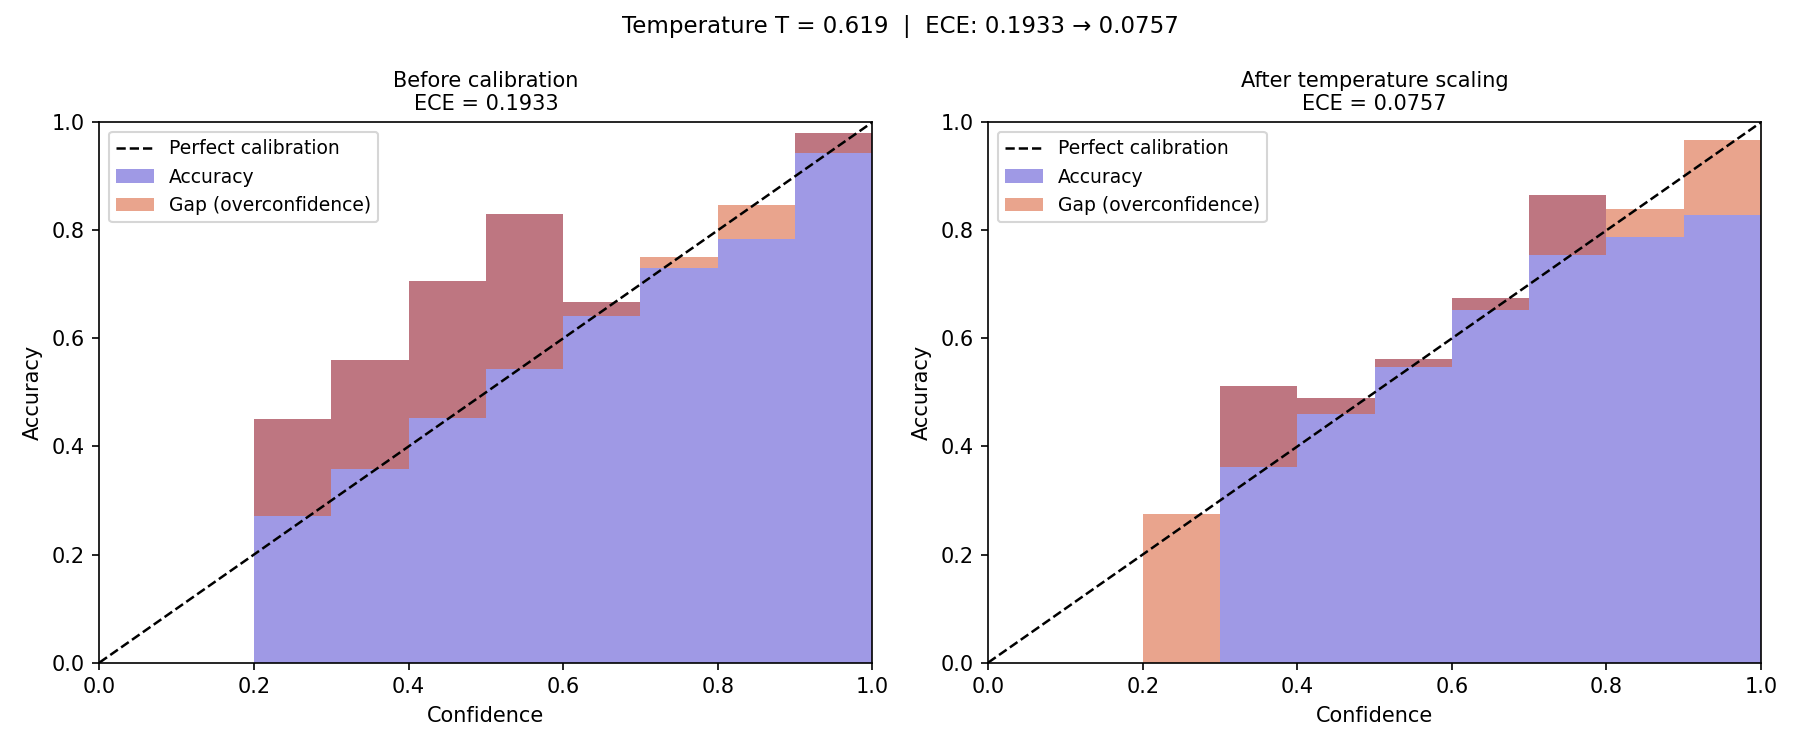 Temperature T = 0.619 | ECE: 0.1933 → 0.0757
Before calibration
ECE = 0.1933
1.0
0.8
0.6
0.4
0.2
0.0
Accuracy
Perfect calibration
Accuracy
Gap (overconfidence)
0.0 0.2 0.4 0.6 0.8 1.0
Confidence
After temperature scaling
ECE = 0.0757
1.0
0.8
0.6
0.4
0.2
0.0
Accuracy
Perfect calibration
Accuracy
Gap (overconfidence)
0.0 0.2 0.4 0.6 0.8 1.0
Confidence